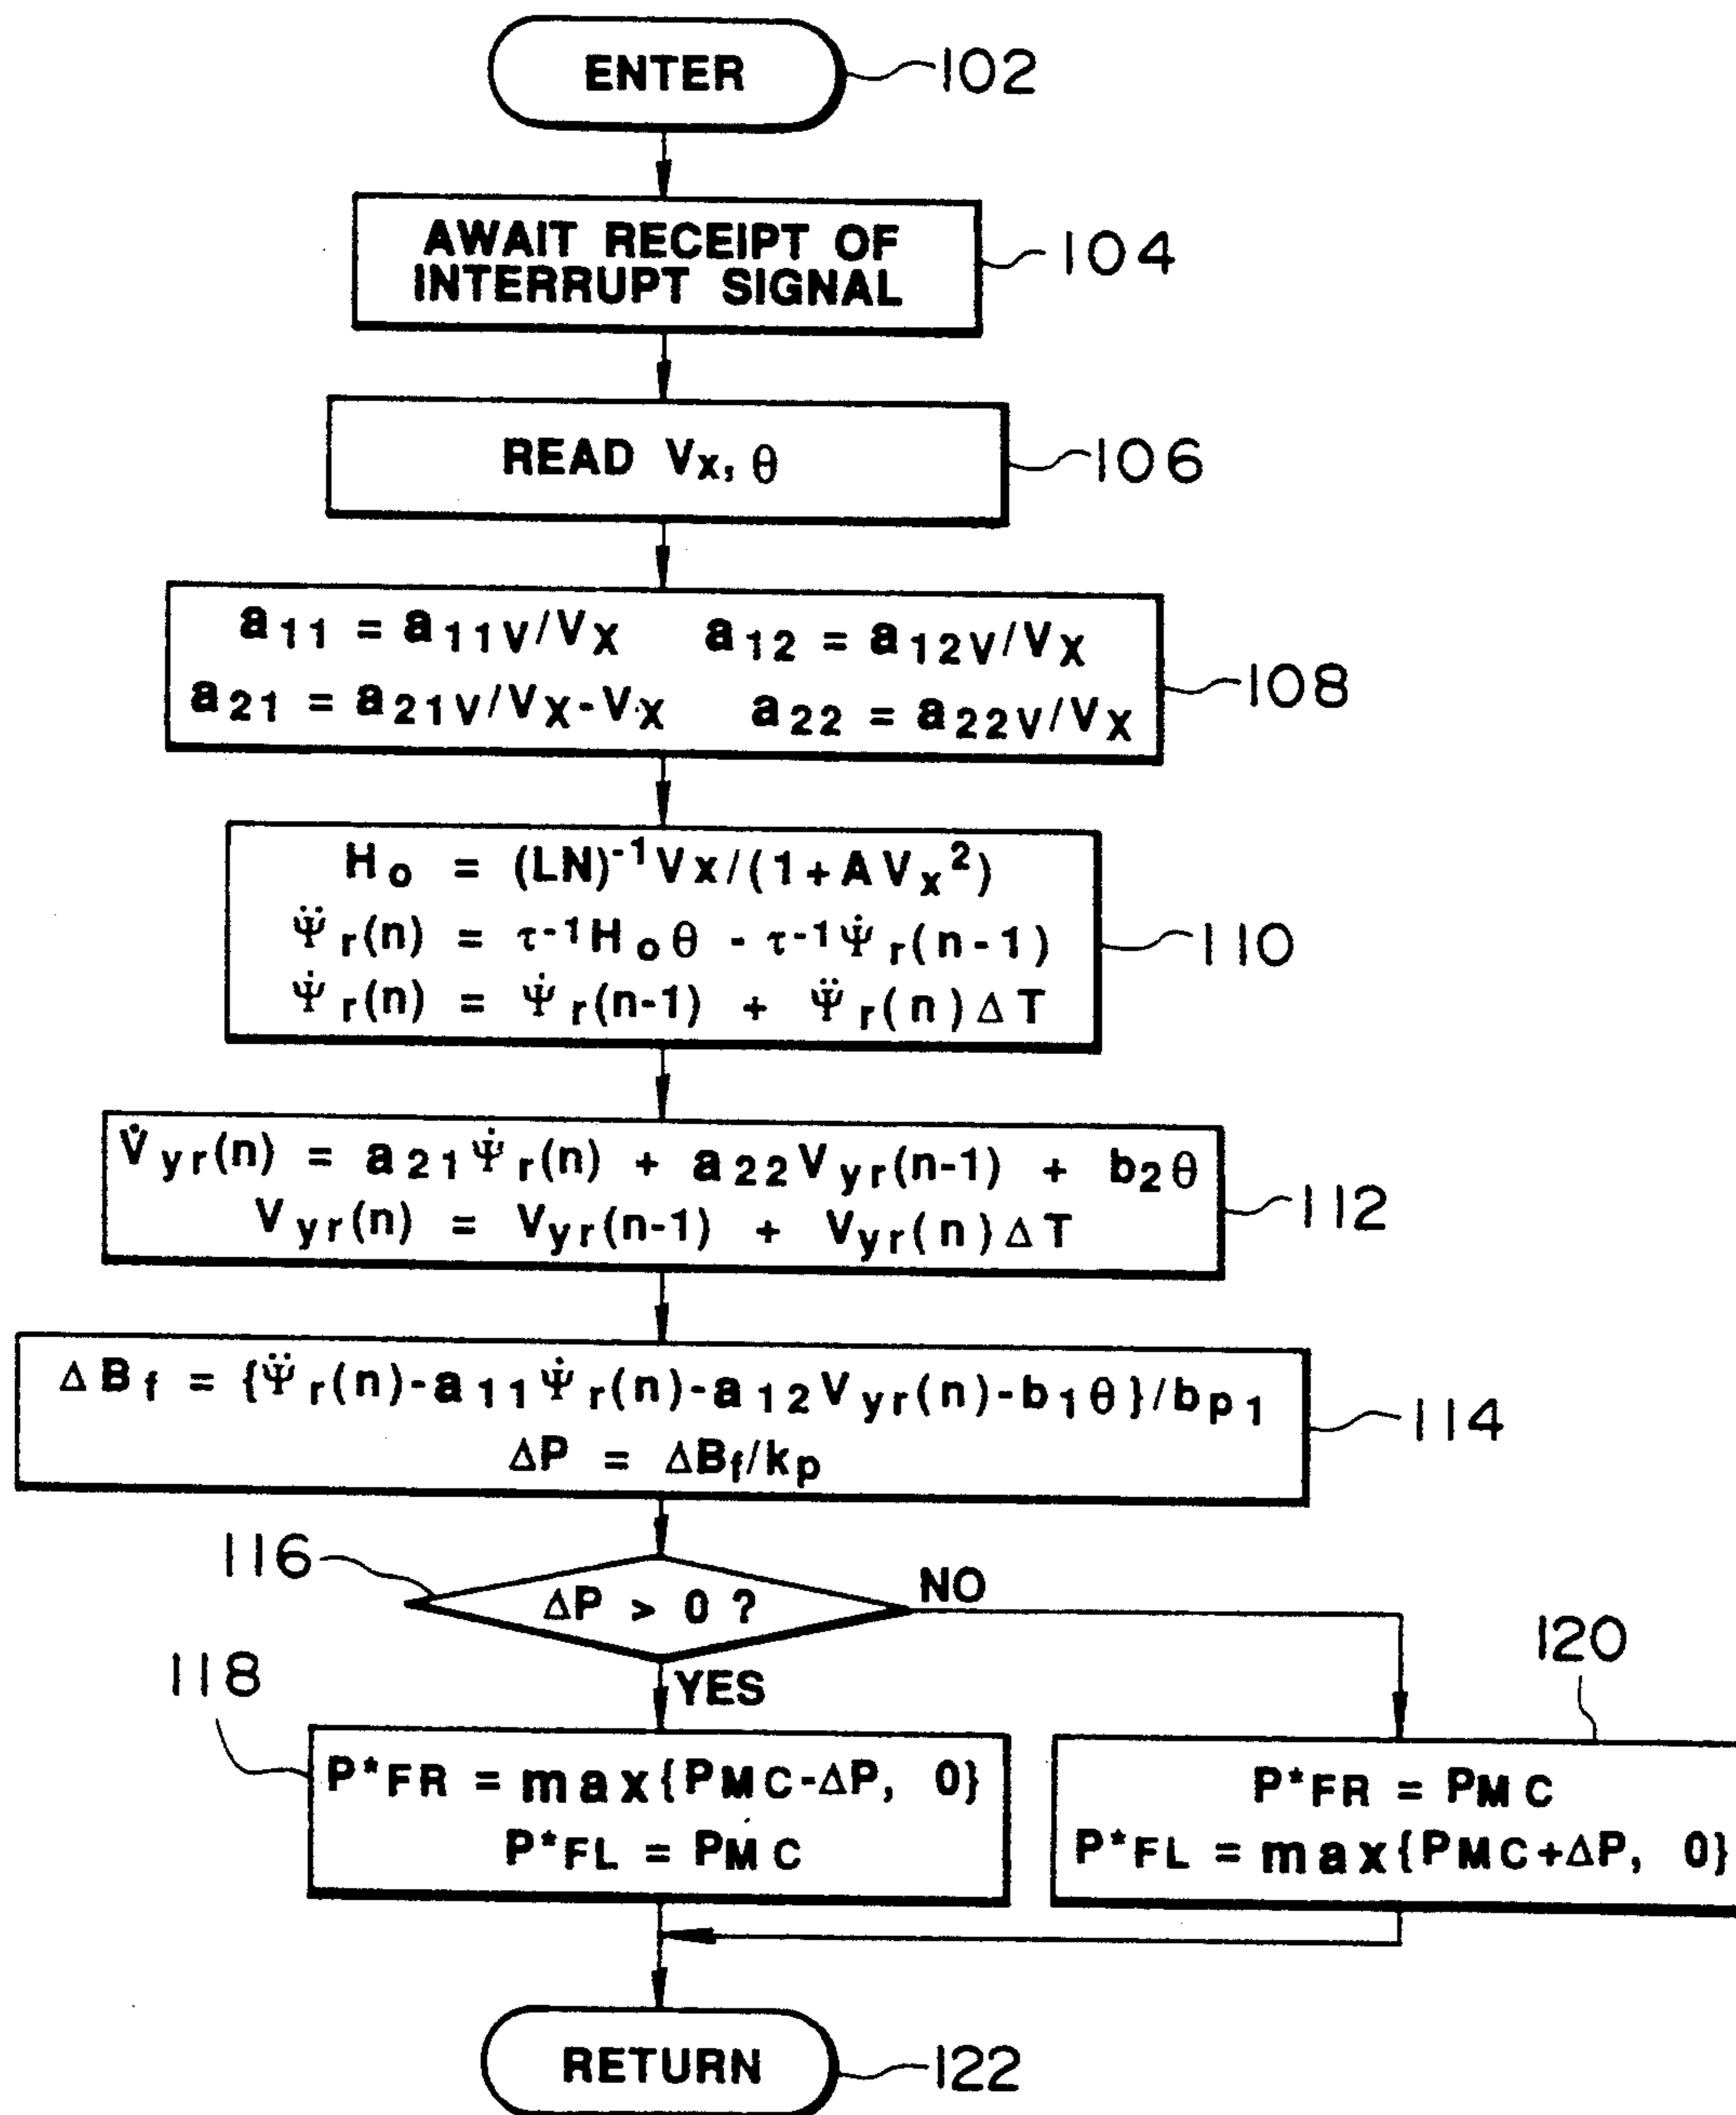 ENTER
102
AWAIT RECEIPT OF
INTERRUPT SIGNAL
104
READ Vx, θ
106
a11 = a11V/Vx a12 = a12V/Vx
a21 = a21V/Vx-Vx a22 = a22V/Vx
108
Ho = (LN)⁻¹Vx/(1+AVx²)
Ψ̈r(n) = τ⁻¹Hoθ - τ⁻¹Ψ̇r(n-1)
Ψ̇r(n) = Ψ̇r(n-1) + Ψ̈r(n)ΔT
110
V̇yr(n) = a21Ψ̇r(n) + a22Vyr(n-1) + b2θ
Vyr(n) = Vyr(n-1) + Vyr(n)ΔT
112
ΔBf = {Ψ̈r(n)-a11Ψ̇r(n)-a12Vyr(n)-b1θ}/bp1
ΔP = ΔBf/kp
114
116
ΔP > 0 ?
NO
YES
118
P*FR = max{PMC-ΔP, 0}
P*FL = PMC
120
P*FR = PMC
P*FL = max{PMC+ΔP, 0}
RETURN
122